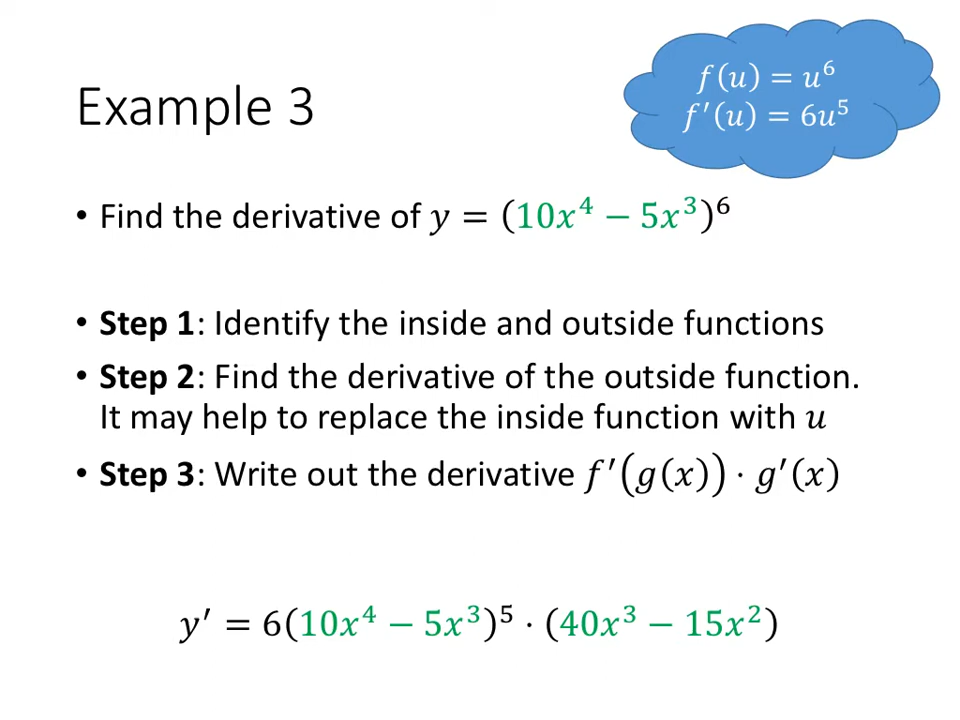 Example 3
f(u) = u⁶
f′(u) = 6u⁵
• Find the derivative of y = (10x⁴ − 5x³)⁶
• Step 1: Identify the inside and outside functions
• Step 2: Find the derivative of the outside function.
It may help to replace the inside function with u
• Step 3: Write out the derivative f′(g(x)) · g′(x)
y′ = 6(10x⁴ − 5x³)⁵ · (40x³ − 15x²)